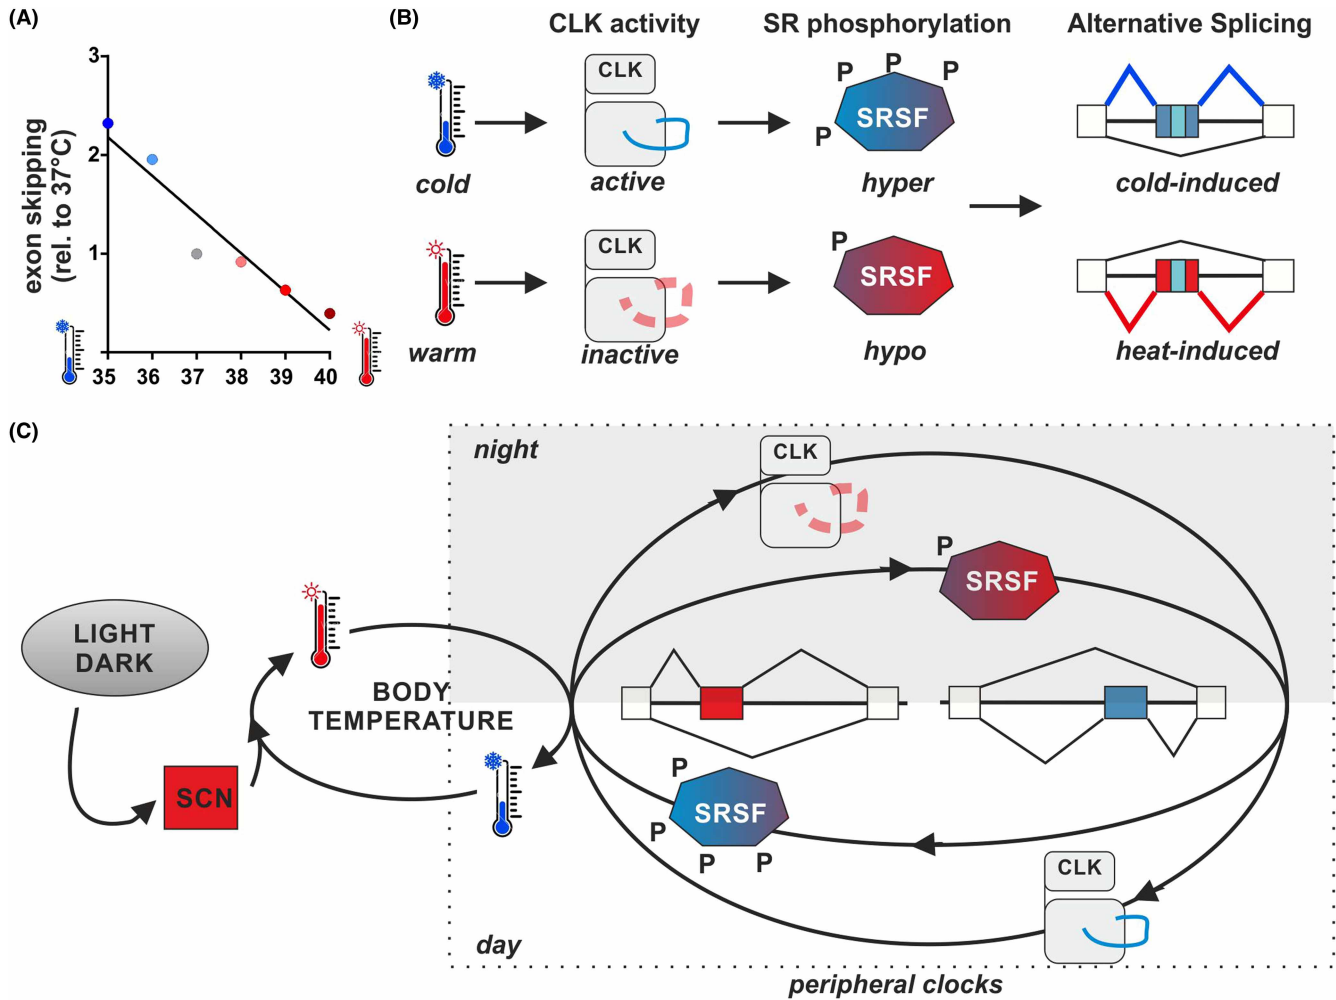 (A)
exon skipping
(rel. to 37°C)
3
2
1
35 36 37 38 39 40
(B)
CLK activity
SR phosphorylation
Alternative Splicing
CLK
P P P P
SRSF
cold
active
hyper
cold-induced
CLK
P
SRSF
warm
inactive
hypo
heat-induced
(C)
night
CLK
P
SRSF
LIGHT
DARK
BODY
TEMPERATURE
SCN
P
SRSF
P
P P
CLK
day
peripheral clocks